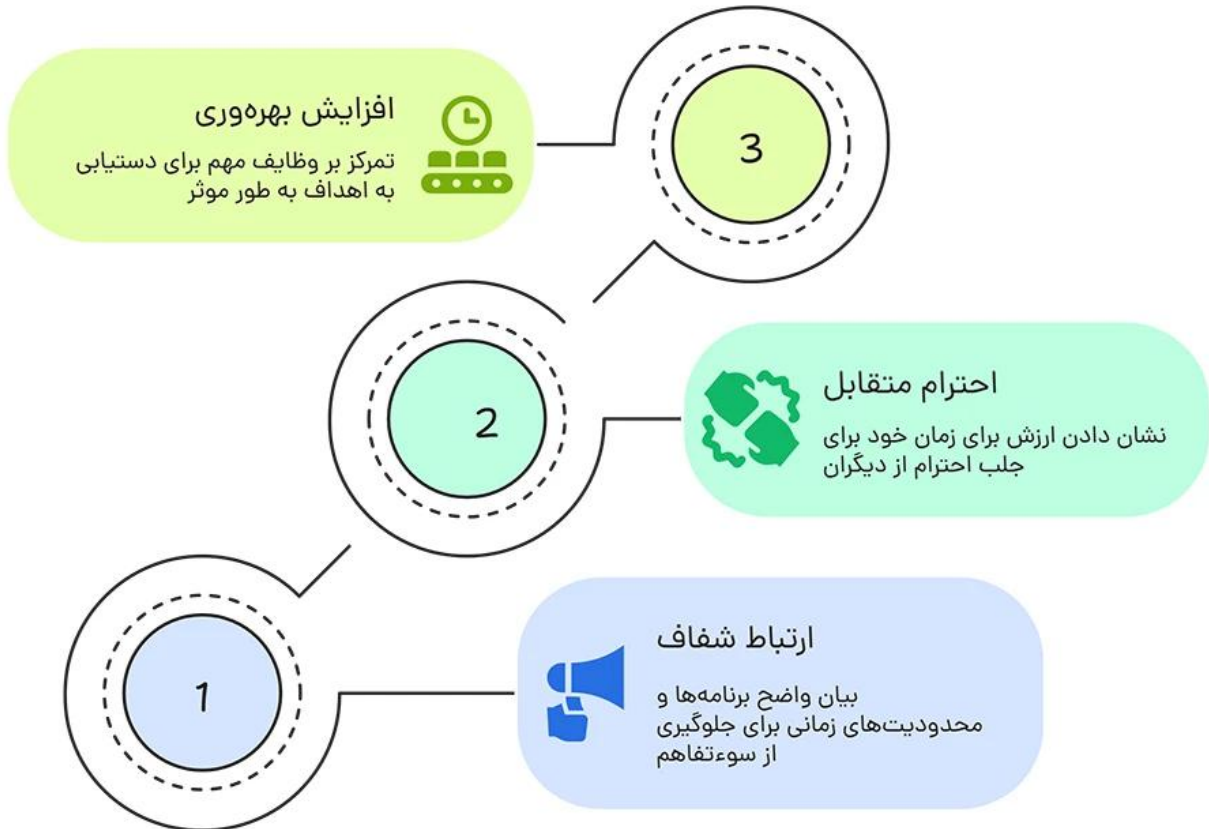 افزایش بهره‌وری
تمرکز بر وظایف مهم برای دستیابی
به اهداف به طور موثر
3
2
احترام متقابل
نشان دادن ارزش برای زمان خود برای
جلب احترام از دیگران
1
ارتباط شفاف
بیان واضح برنامه‌ها و
محدودیت‌های زمانی برای جلوگیری
از سوءتفاهم